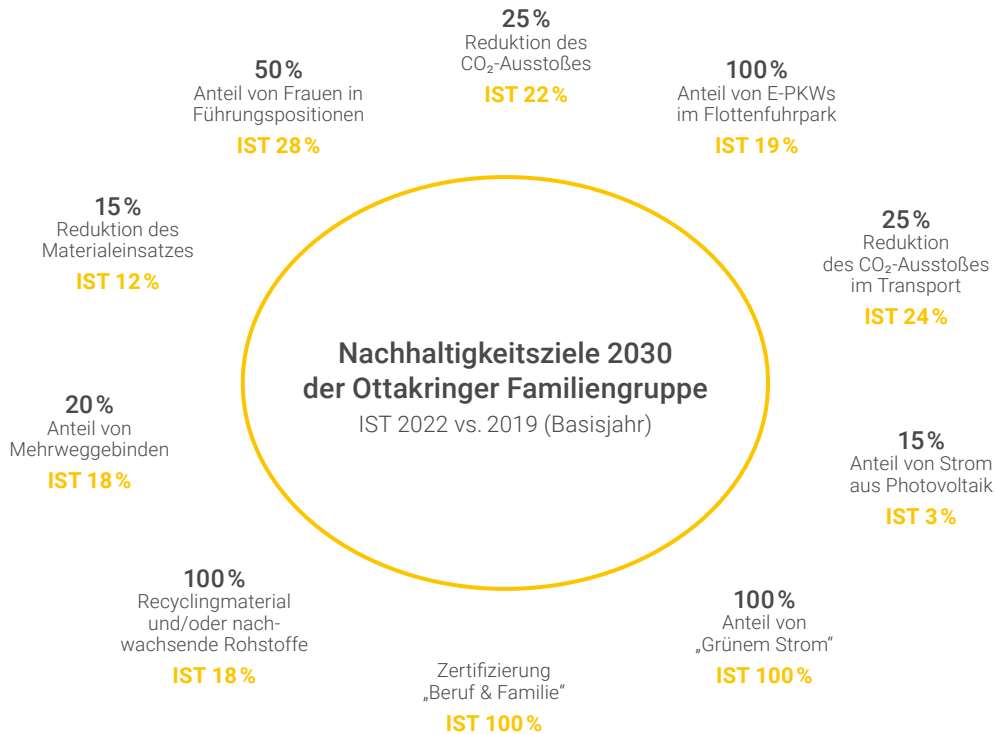 25 %
Reduktion des
CO₂-Ausstoßes
IST 22 %
100 %
Anteil von E-PKWs
im Flottenfuhrpark
IST 19 %
25 %
Reduktion
des CO₂-Ausstoßes
im Transport
IST 24 %
15 %
Anteil von Strom
aus Photovoltaik
IST 3 %
100 %
Anteil von
„Grünem Strom“
IST 100 %
Zertifizierung
„Beruf & Familie“
IST 100 %
100 %
Recyclingmaterial
und/oder nach-
wachsende Rohstoffe
IST 18 %
20 %
Anteil von
Mehrweggebinden
IST 18 %
15 %
Reduktion des
Materialeinsatzes
IST 12 %
50 %
Anteil von Frauen in
Führungspositionen
IST 28 %
Nachhaltigkeitsziele 2030
der Ottakringer Familiengruppe
IST 2022 vs. 2019 (Basisjahr)